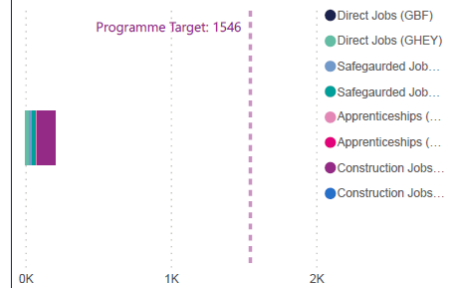 Programme Target: 1546
Direct Jobs (GBF)
Direct Jobs (GHEY)
Safegaurded Job...
Safegaurded Job...
Apprenticeships (...
Apprenticeships (...
Construction Jobs...
Construction Jobs...
0K 1K 2K